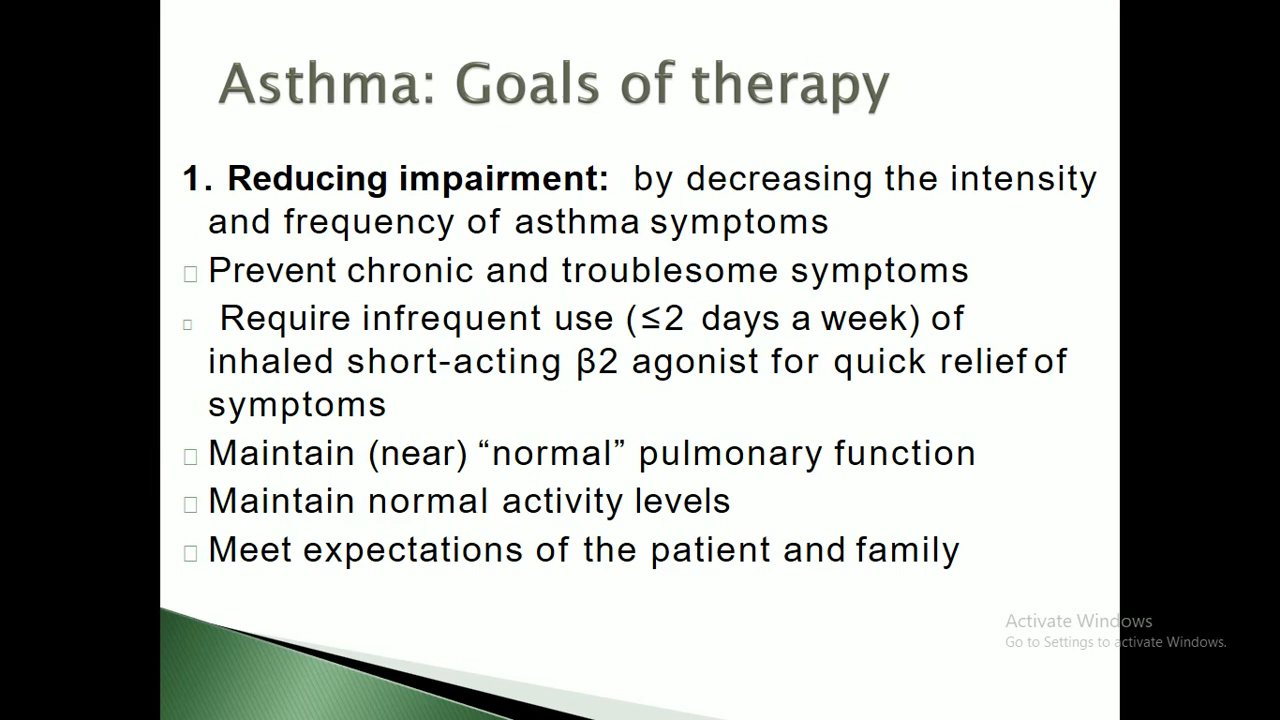 Asthma: Goals of therapy
1. Reducing impairment: by decreasing the intensity
and frequency of asthma symptoms
Prevent chronic and troublesome symptoms
Require infrequent use (≤2 days a week) of
inhaled short-acting β2 agonist for quick relief of
symptoms
Maintain (near) “normal” pulmonary function
Maintain normal activity levels
Meet expectations of the patient and family
Activate Windows
Go to Settings to activate Windows.